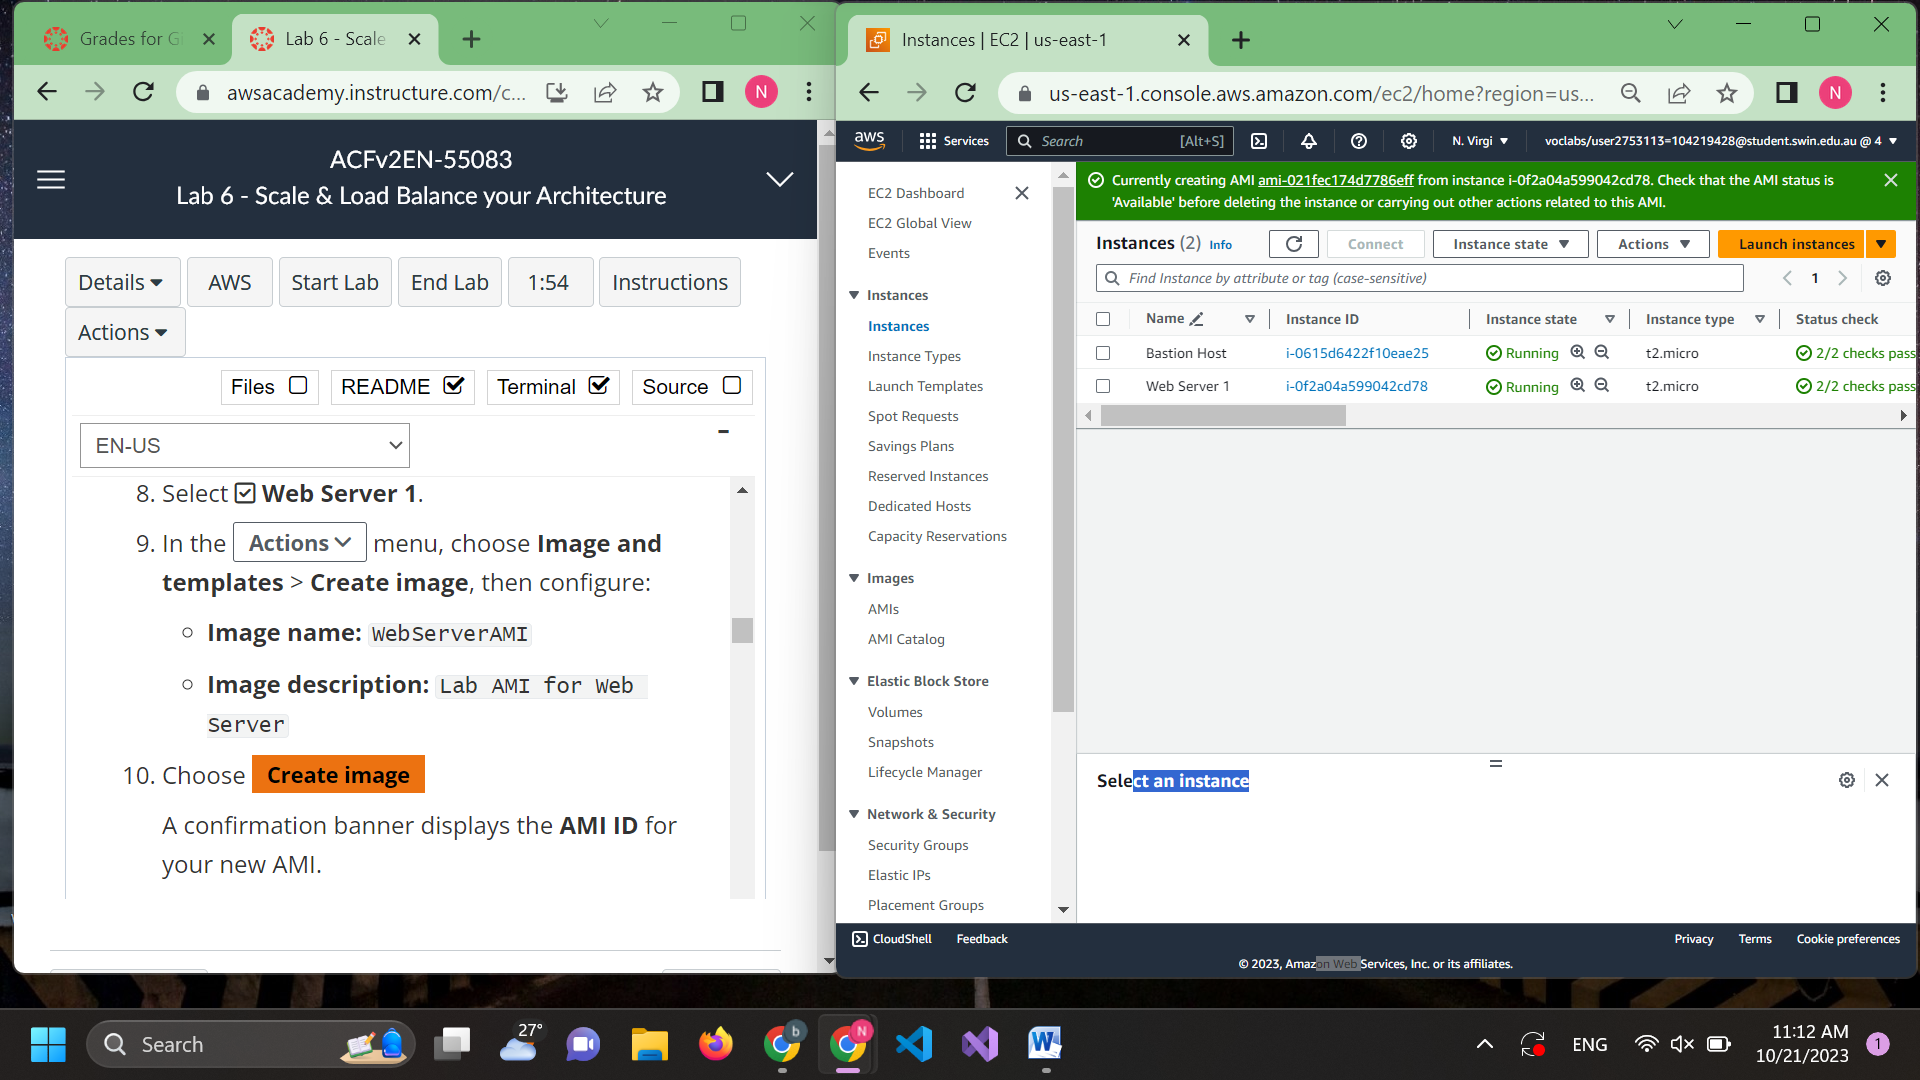 Grades for Gi
Lab 6 - Scale
awsacademy.instructure.com/c...
N
ACFv2EN-55083
Lab 6 - Scale & Load Balance your Architecture
Details
AWS
Start Lab
End Lab
1:54
Instructions
Actions
Files
README
Terminal
Source
EN-US
8. Select Web Server 1.
9. In the Actions menu, choose Image and
templates > Create image, then configure:
Image name: WebServerAMI
Image description: Lab AMI for Web
Server
10. Choose Create image
A confirmation banner displays the AMI ID for
your new AMI.
Instances | EC2 | us-east-1
us-east-1.console.aws.amazon.com/ec2/home?region=us...
N
aws
Services
Search [Alt+S]
N. Virgi
voclabs/user2753113=104219428@student.swin.edu.au @ 4
EC2 Dashboard
EC2 Global View
Events
Instances
Instances
Instance Types
Launch Templates
Spot Requests
Savings Plans
Reserved Instances
Dedicated Hosts
Capacity Reservations
Images
AMIs
AMI Catalog
Elastic Block Store
Volumes
Snapshots
Lifecycle Manager
Network & Security
Security Groups
Elastic IPs
Placement Groups
Currently creating AMI ami-021fec174d7786eff from instance i-0f2a04a599042cd78. Check that the AMI status is
'Available' before deleting the instance or carrying out other actions related to this AMI.
Instances (2) Info
Connect
Instance state
Actions
Launch instances
Find Instance by attribute or tag (case-sensitive)
1
Name Instance ID Instance state Instance type Status check
Bastion Host i-0615d6422f10eae25 Running t2.micro 2/2 checks pass
Web Server 1 i-0f2a04a599042cd78 Running t2.micro 2/2 checks pass
Select an instance
CloudShell
Feedback
Privacy
Terms
Cookie preferences
© 2023, Amazon Web Services, Inc. or its affiliates.
Search
27°
b
N
ENG
11:12 AM
10/21/2023
1